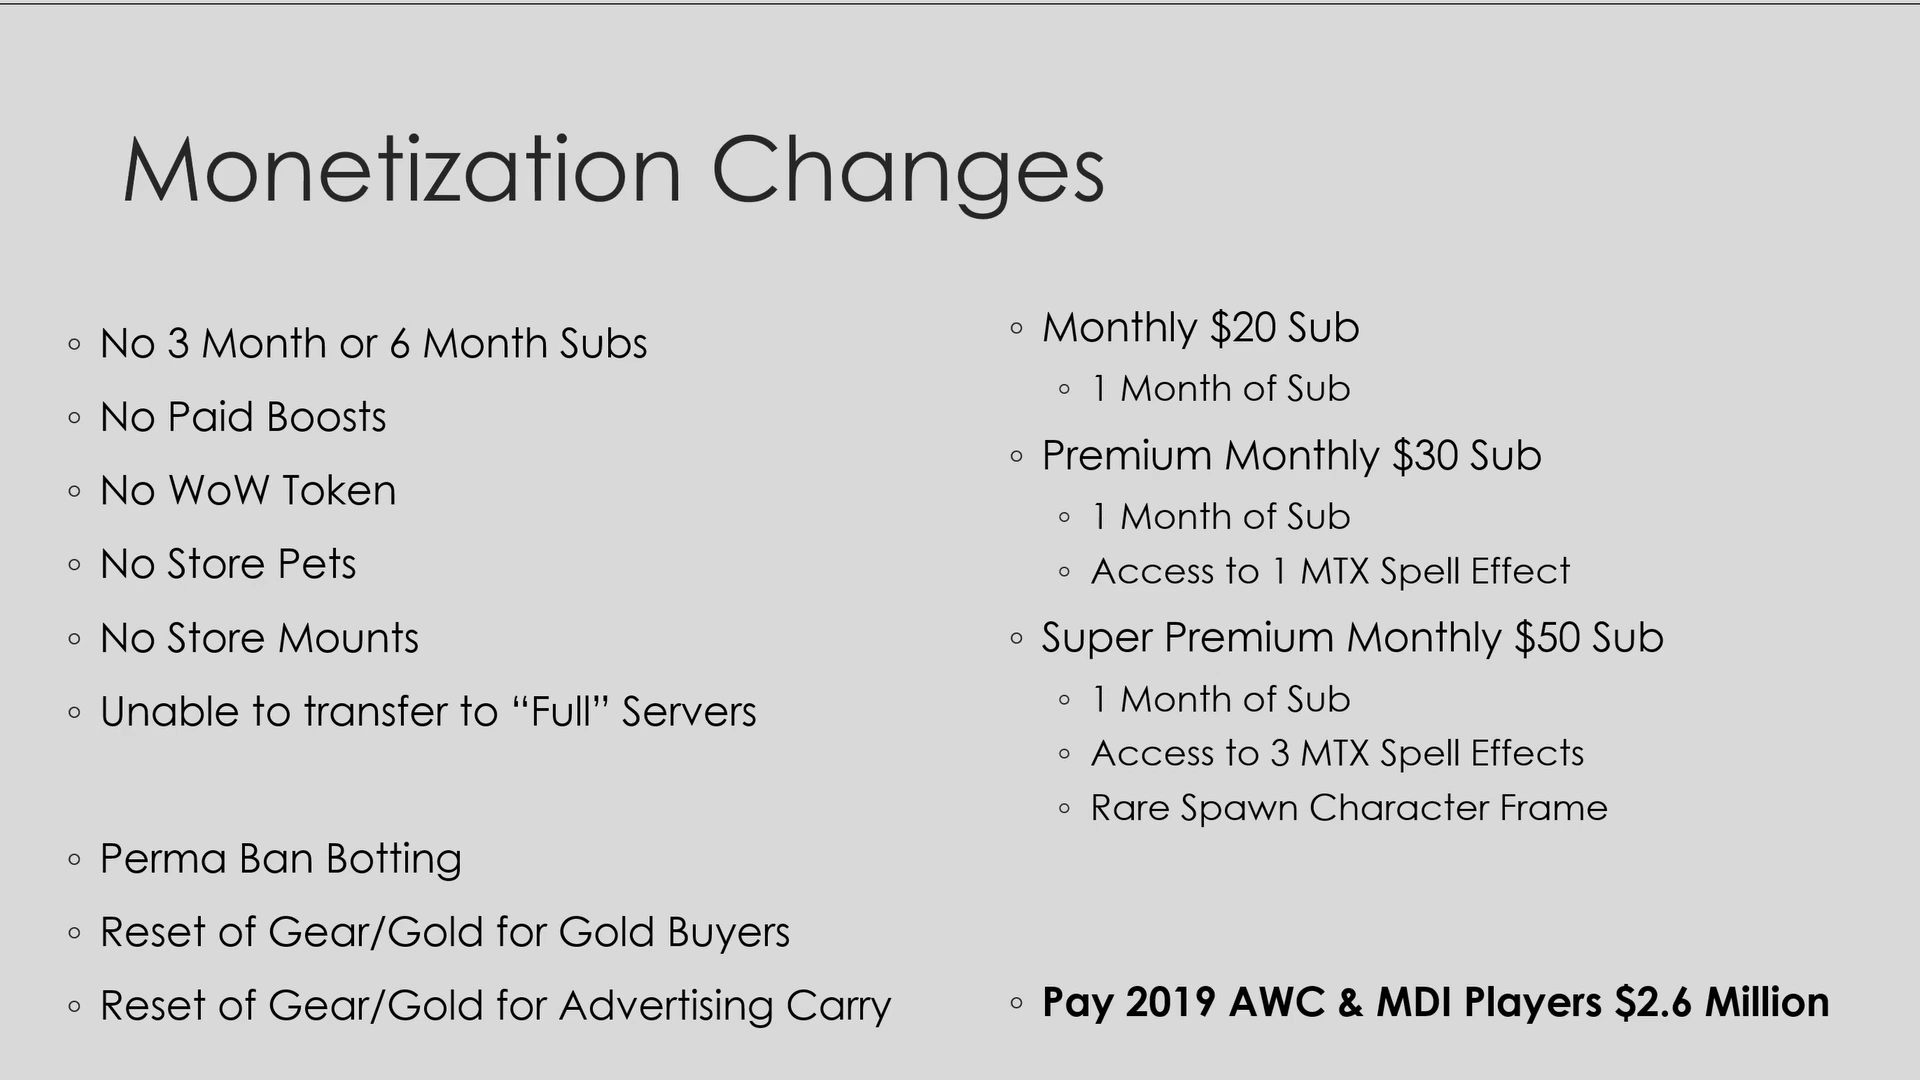 Monetization Changes
◦ No 3 Month or 6 Month Subs
◦ No Paid Boosts
◦ No WoW Token
◦ No Store Pets
◦ No Store Mounts
◦ Unable to transfer to “Full” Servers
◦ Perma Ban Botting
◦ Reset of Gear/Gold for Gold Buyers
◦ Reset of Gear/Gold for Advertising Carry
◦ Monthly $20 Sub
◦ 1 Month of Sub
◦ Premium Monthly $30 Sub
◦ 1 Month of Sub
◦ Access to 1 MTX Spell Effect
◦ Super Premium Monthly $50 Sub
◦ 1 Month of Sub
◦ Access to 3 MTX Spell Effects
◦ Rare Spawn Character Frame
◦ Pay 2019 AWC & MDI Players $2.6 Million